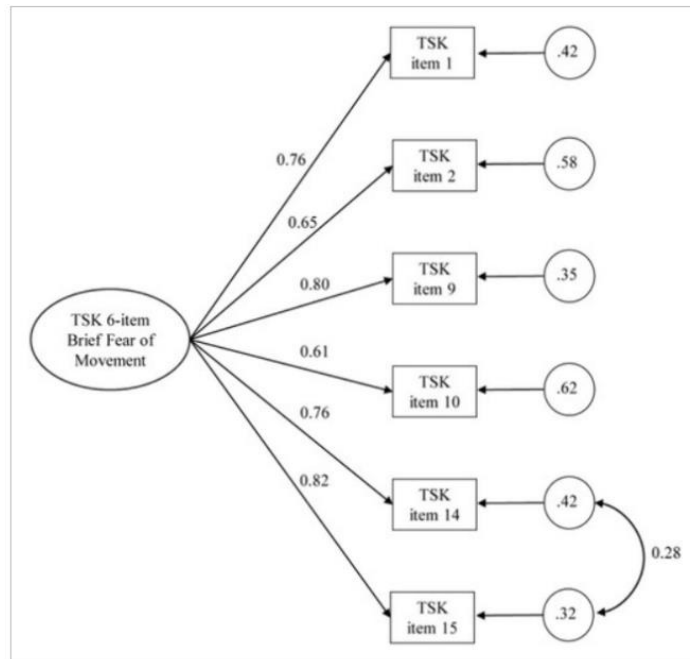 TSK
item 1
.42
0.76
TSK
item 2
.58
0.65
TSK
item 9
.35
0.80
TSK 6-item
Brief Fear of
Movement
0.61
TSK
item 10
.62
0.76
TSK
item 14
.42
0.82
0.28
TSK
item 15
.32